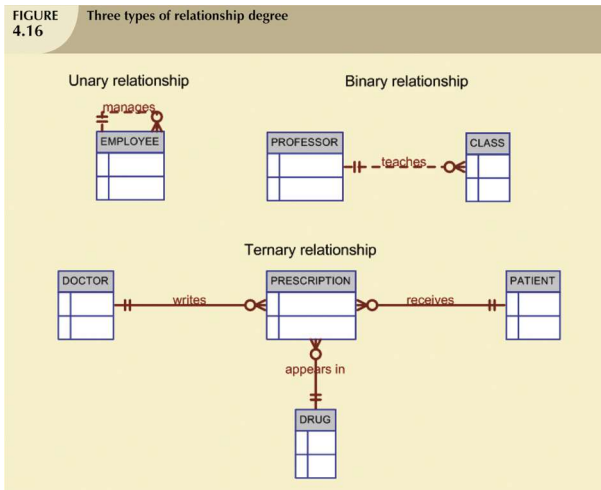 FIGURE
4.16
Three types of relationship degree
Unary relationship
Binary relationship
manages
EMPLOYEE
PROFESSOR
teaches
CLASS
Ternary relationship
DOCTOR
writes
PRESCRIPTION
receives
PATIENT
appears in
DRUG